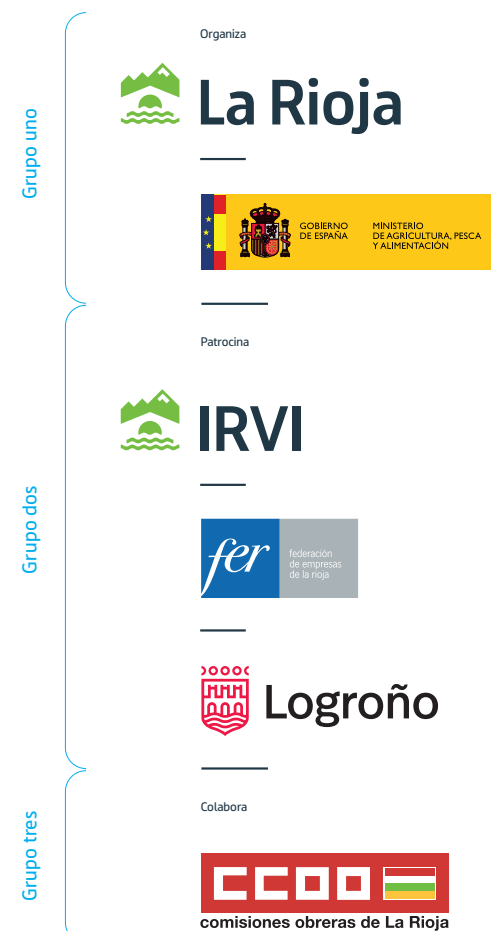 Grupo uno
Organiza
La Rioja
GOBIERNO
DE ESPAÑA
MINISTERIO
DE AGRICULTURA, PESCA
Y ALIMENTACIÓN
Grupo dos
Patrocina
IRVI
fer
federación
de empresas
de la rioja
Logroño
Grupo tres
Colabora
CCOO
comisiones obreras de La Rioja